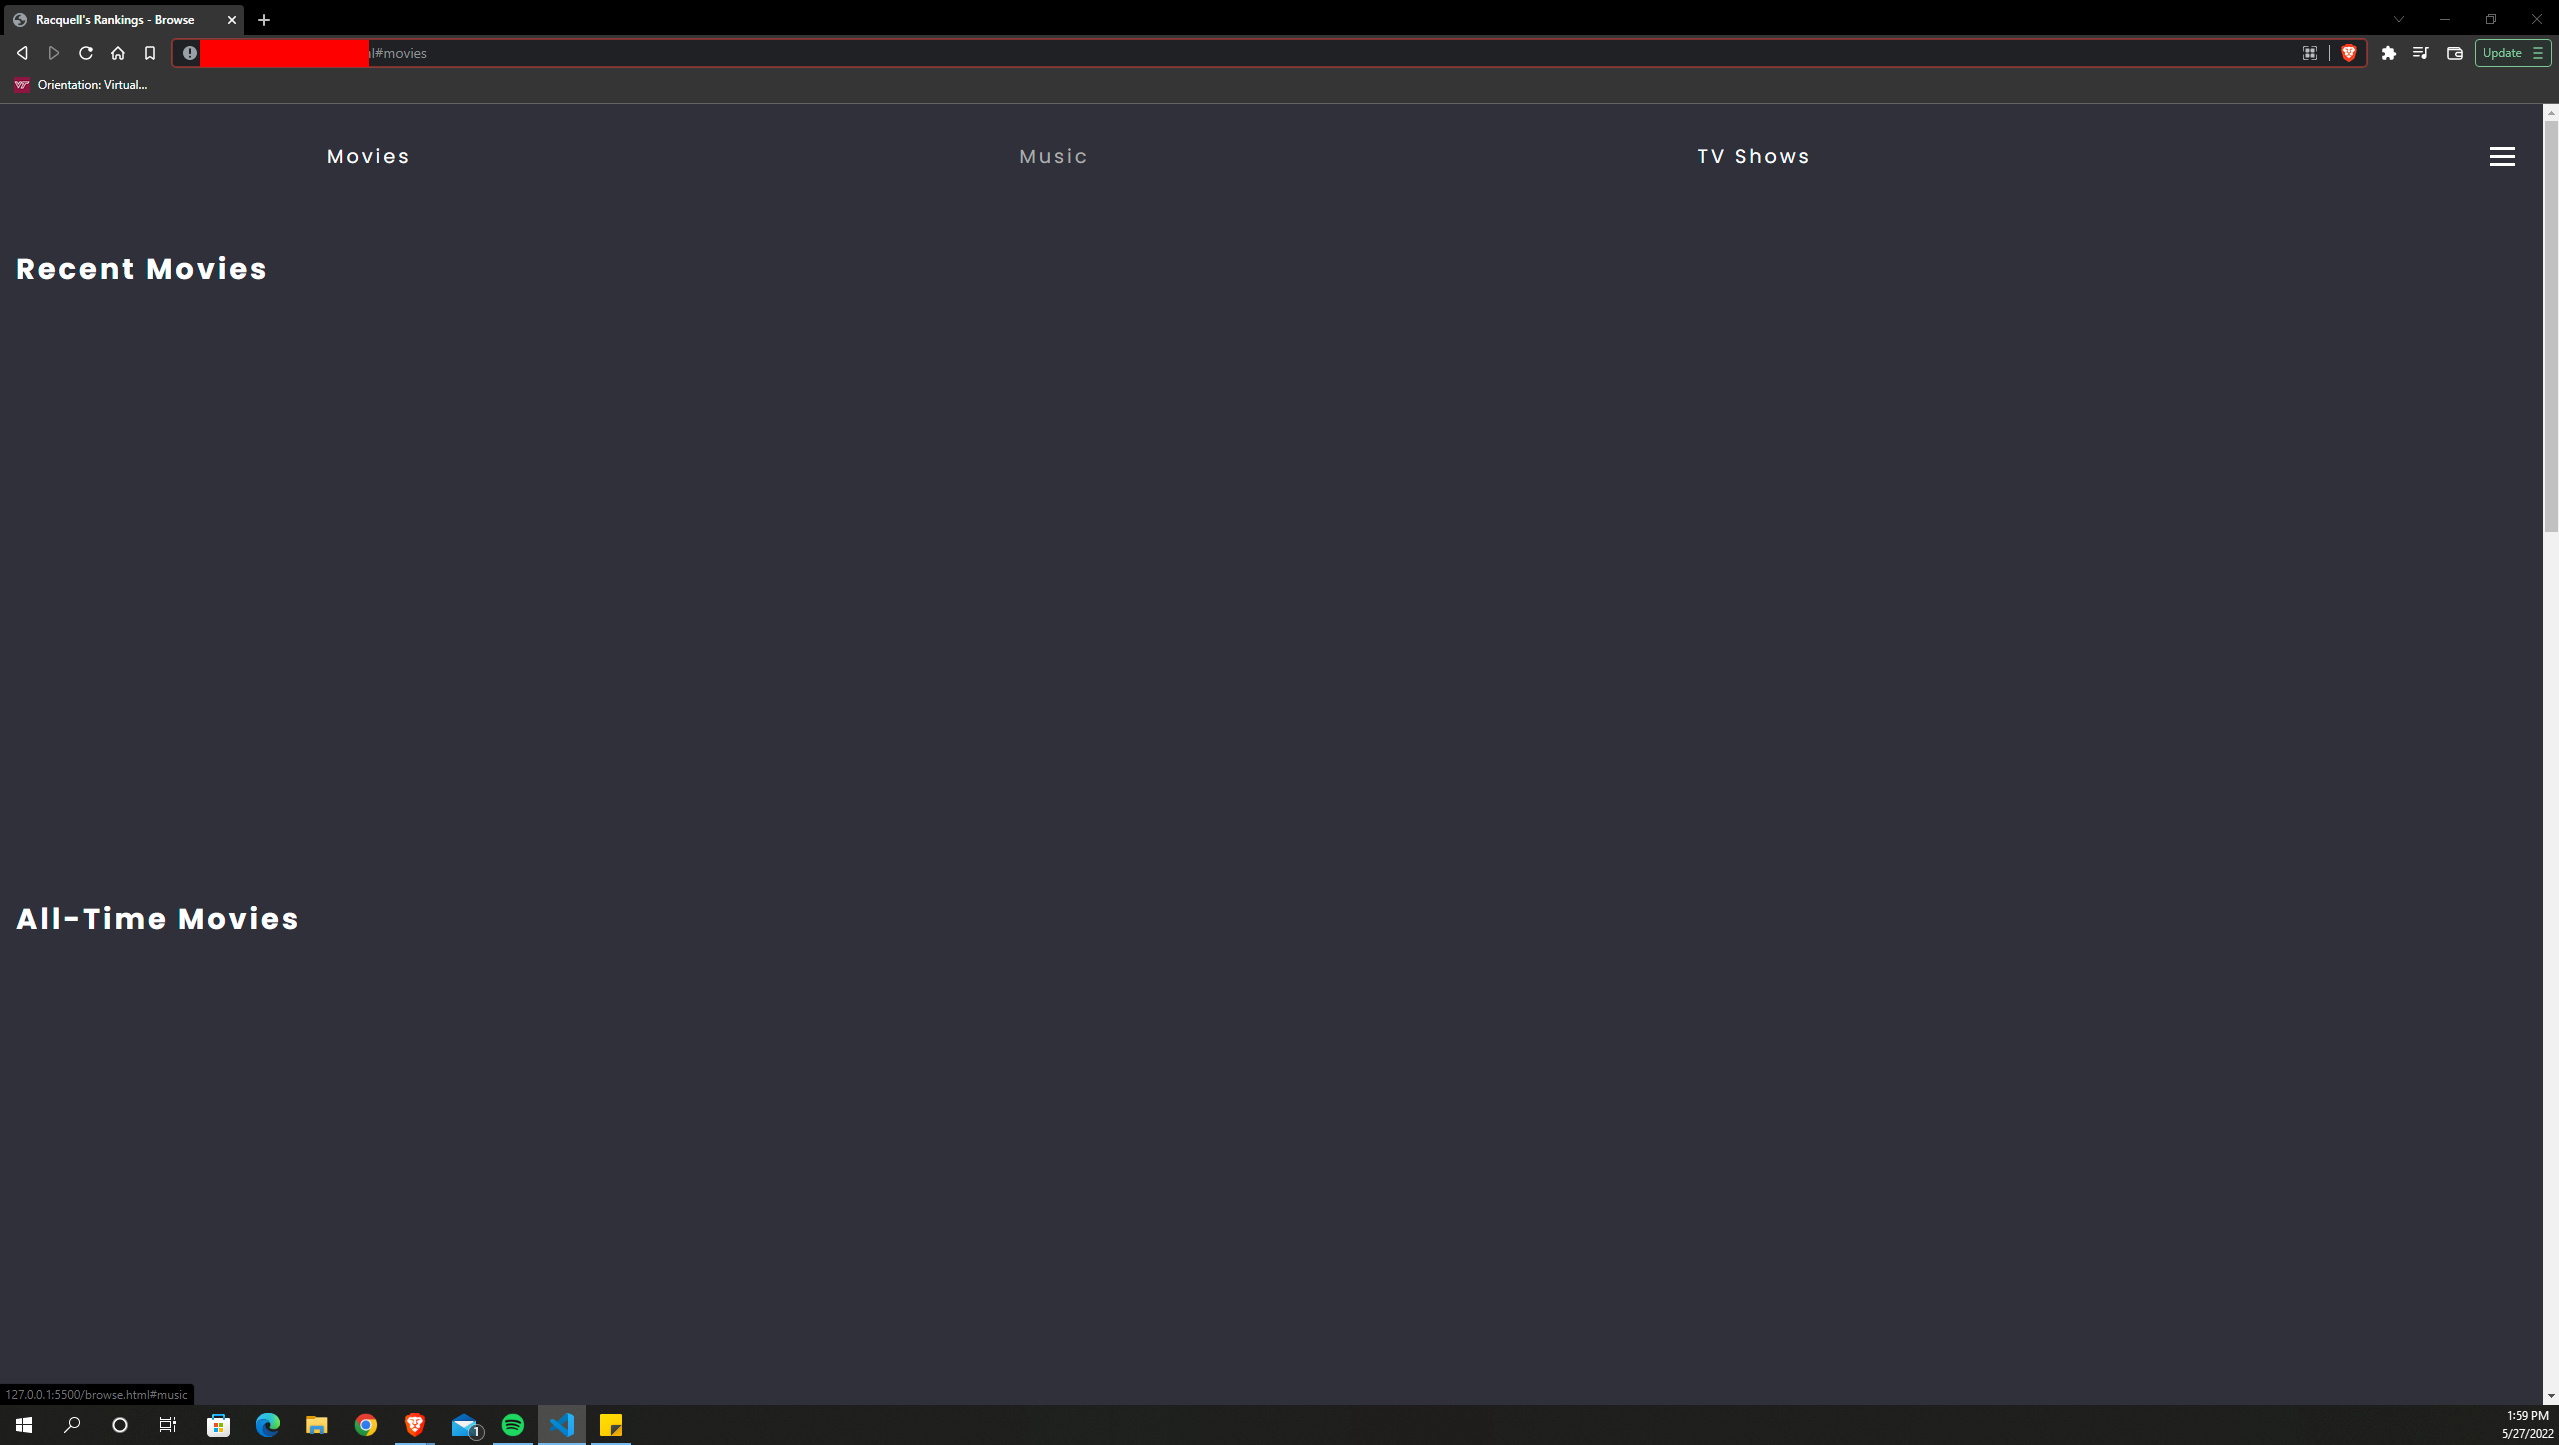 Racquell's Rankings - Browse
l#movies
Update
Orientation: Virtual...
Movies
Music
TV Shows
Recent Movies
All-Time Movies
127.0.0.1:5500/browse.html#music
1
1:59 PM
5/27/2022